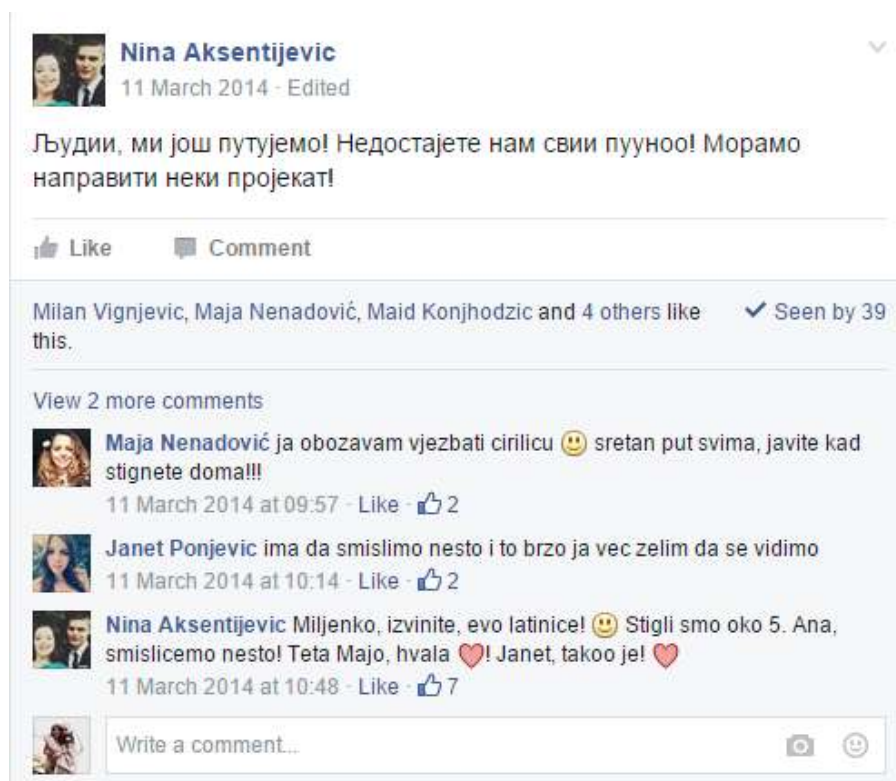 Nina Aksentijevic
11 March 2014 · Edited
Људии, ми још путујемо! Недостајете нам свии пууноо! Морамо
направити неки пројекат!
Like Comment
Milan Vignjevic, Maja Nenadović, Maid Konjhodzic and 4 others like
this.
Seen by 39
View 2 more comments
Maja Nenadović ja obozavam vjezbati cirilicu sretan put svima, javite kad
stignete doma!!!
11 March 2014 at 09:57 · Like · 2
Janet Ponjevic ima da smislimo nesto i to brzo ja vec zelim da se vidimo
11 March 2014 at 10:14 · Like · 2
Nina Aksentijevic Miljenko, izvinite, evo latinice! Stigli smo oko 5. Ana,
smislicemo nesto! Teta Majo, hvala ! Janet, takoo je!
11 March 2014 at 10:48 · Like · 7
Write a comment...